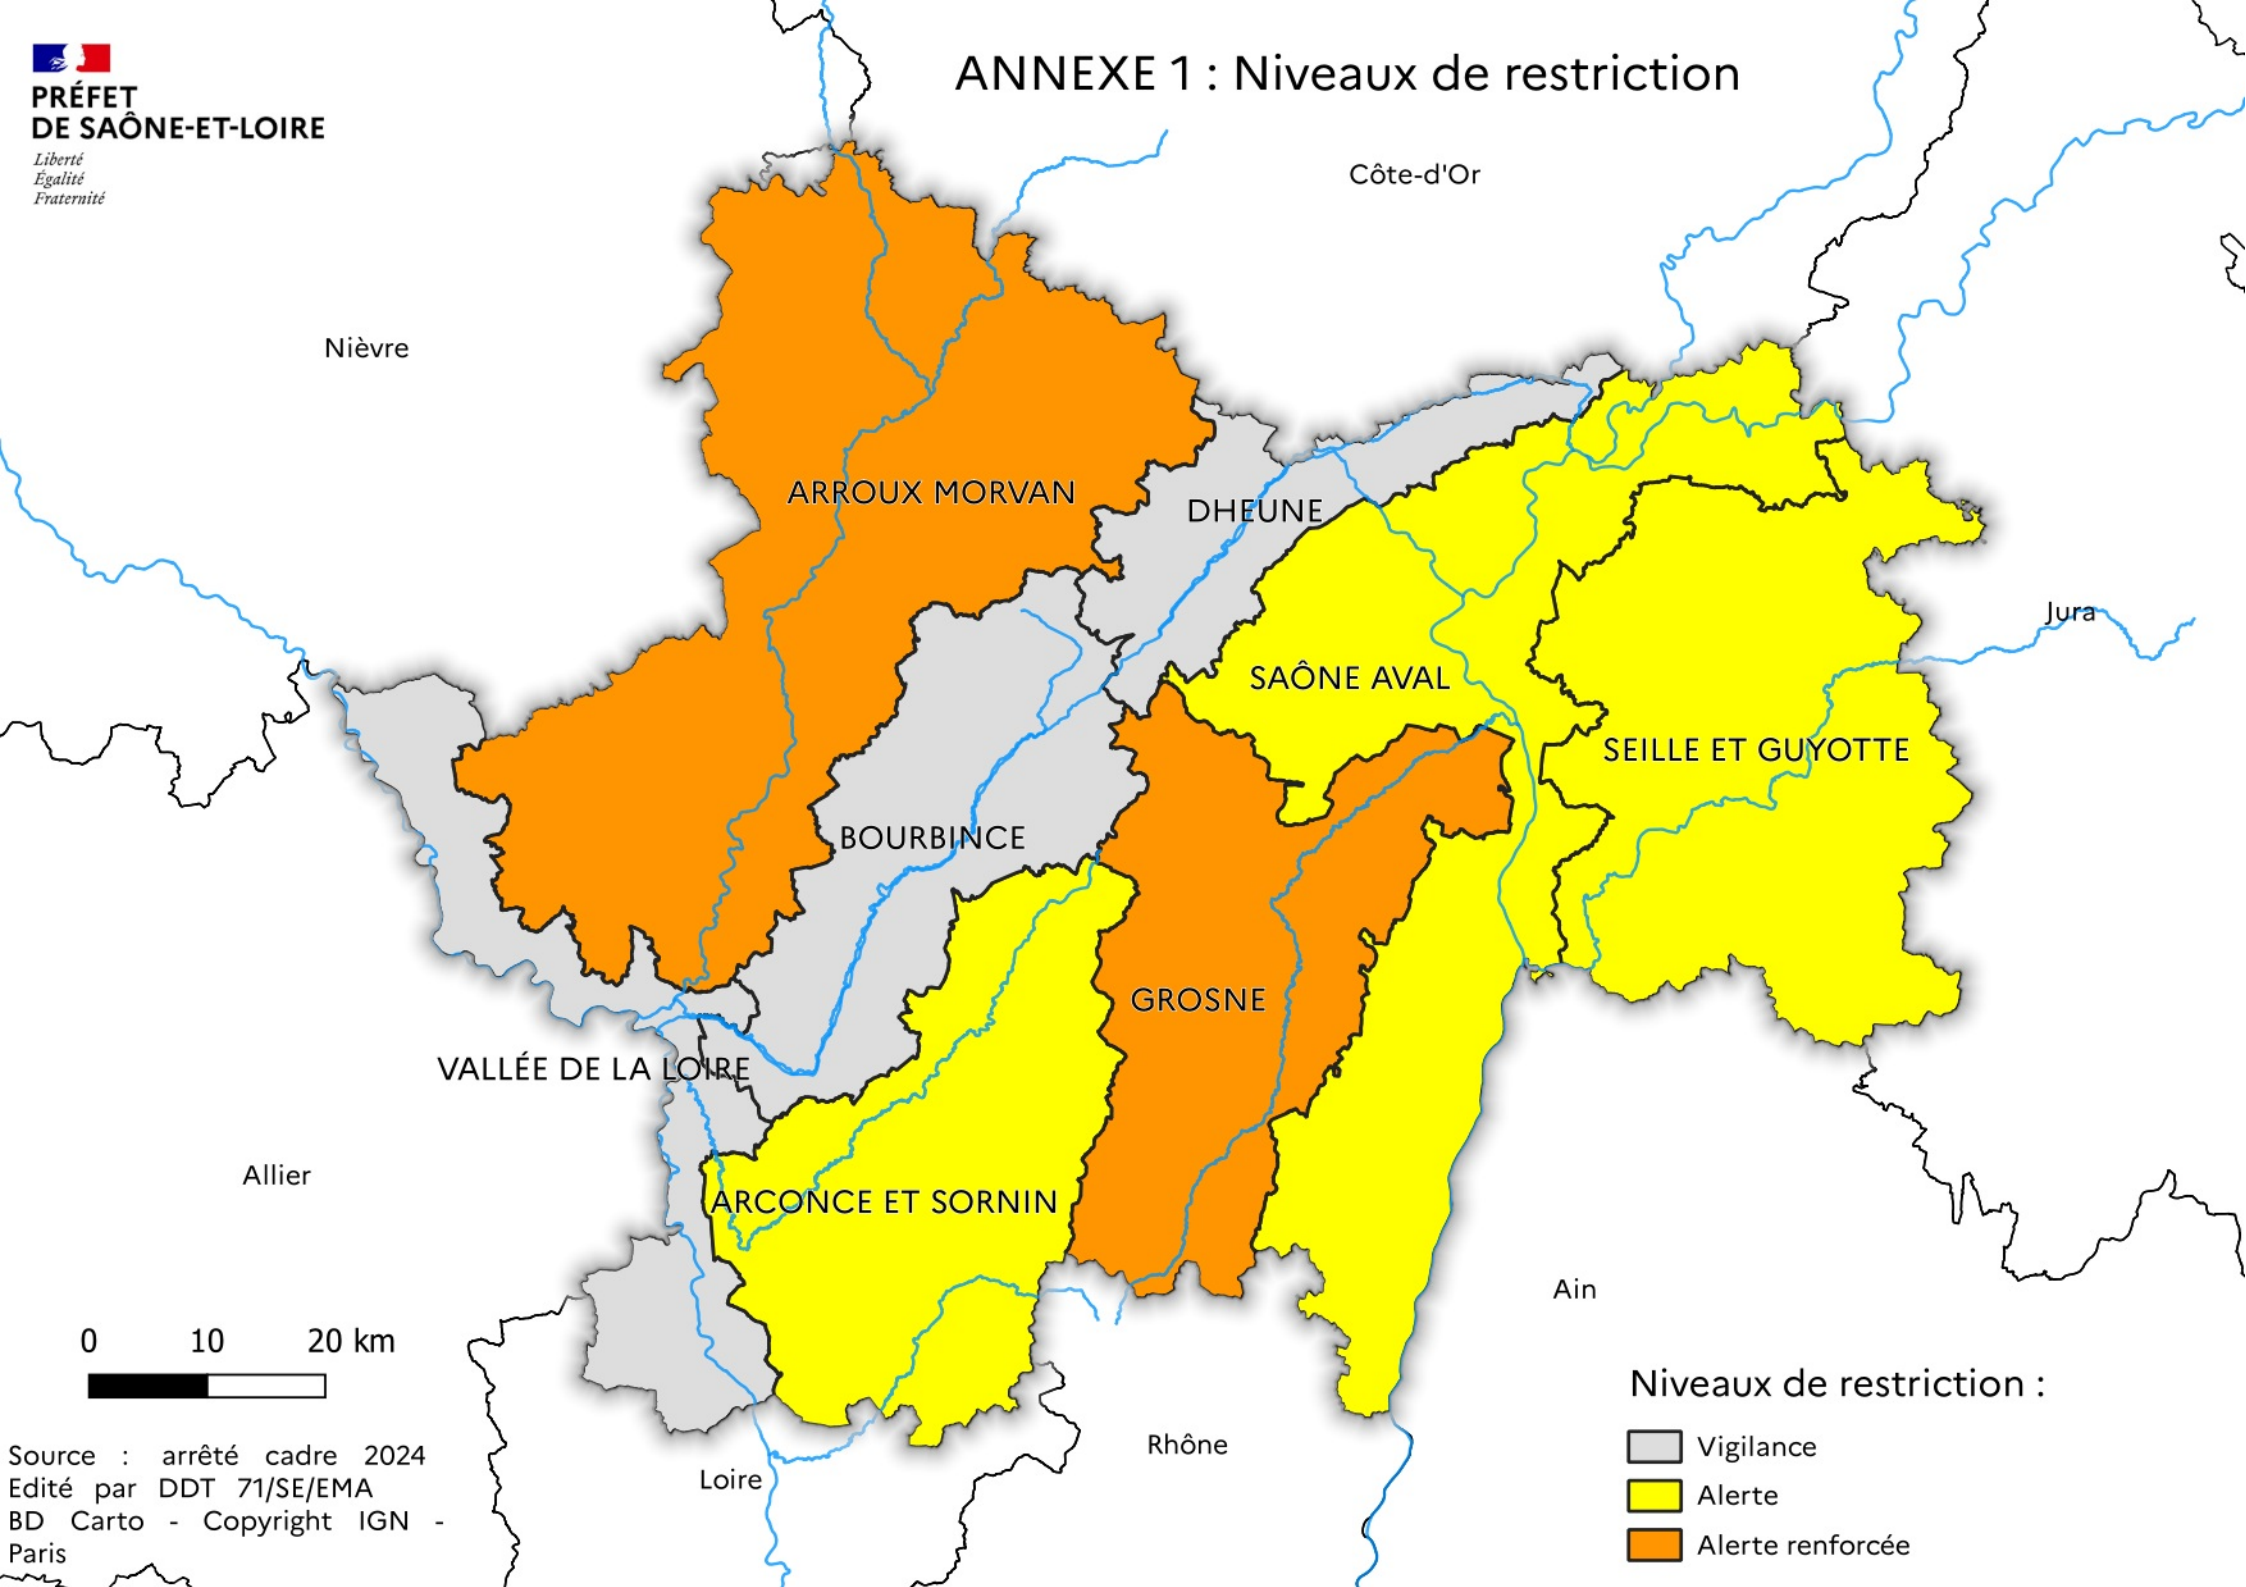 PRÉFET
DE SAÔNE-ET-LOIRE
Liberté
Égalité
Fraternité
ANNEXE 1 : Niveaux de restriction
Côte-d'Or
Nièvre
ARROUX MORVAN
DHEUNE
Jura
SAÔNE AVAL
SEILLE ET GUYOTTE
BOURBINCE
GROSNE
VALLÉE DE LA LOIRE
Allier
ARCONCE ET SORNIN
Ain
0 10 20 km
Rhône
Loire
Source : arrêté cadre 2024
Edité par DDT 71/SE/EMA
BD Carto - Copyright IGN -
Paris
Niveaux de restriction :
Vigilance
Alerte
Alerte renforcée